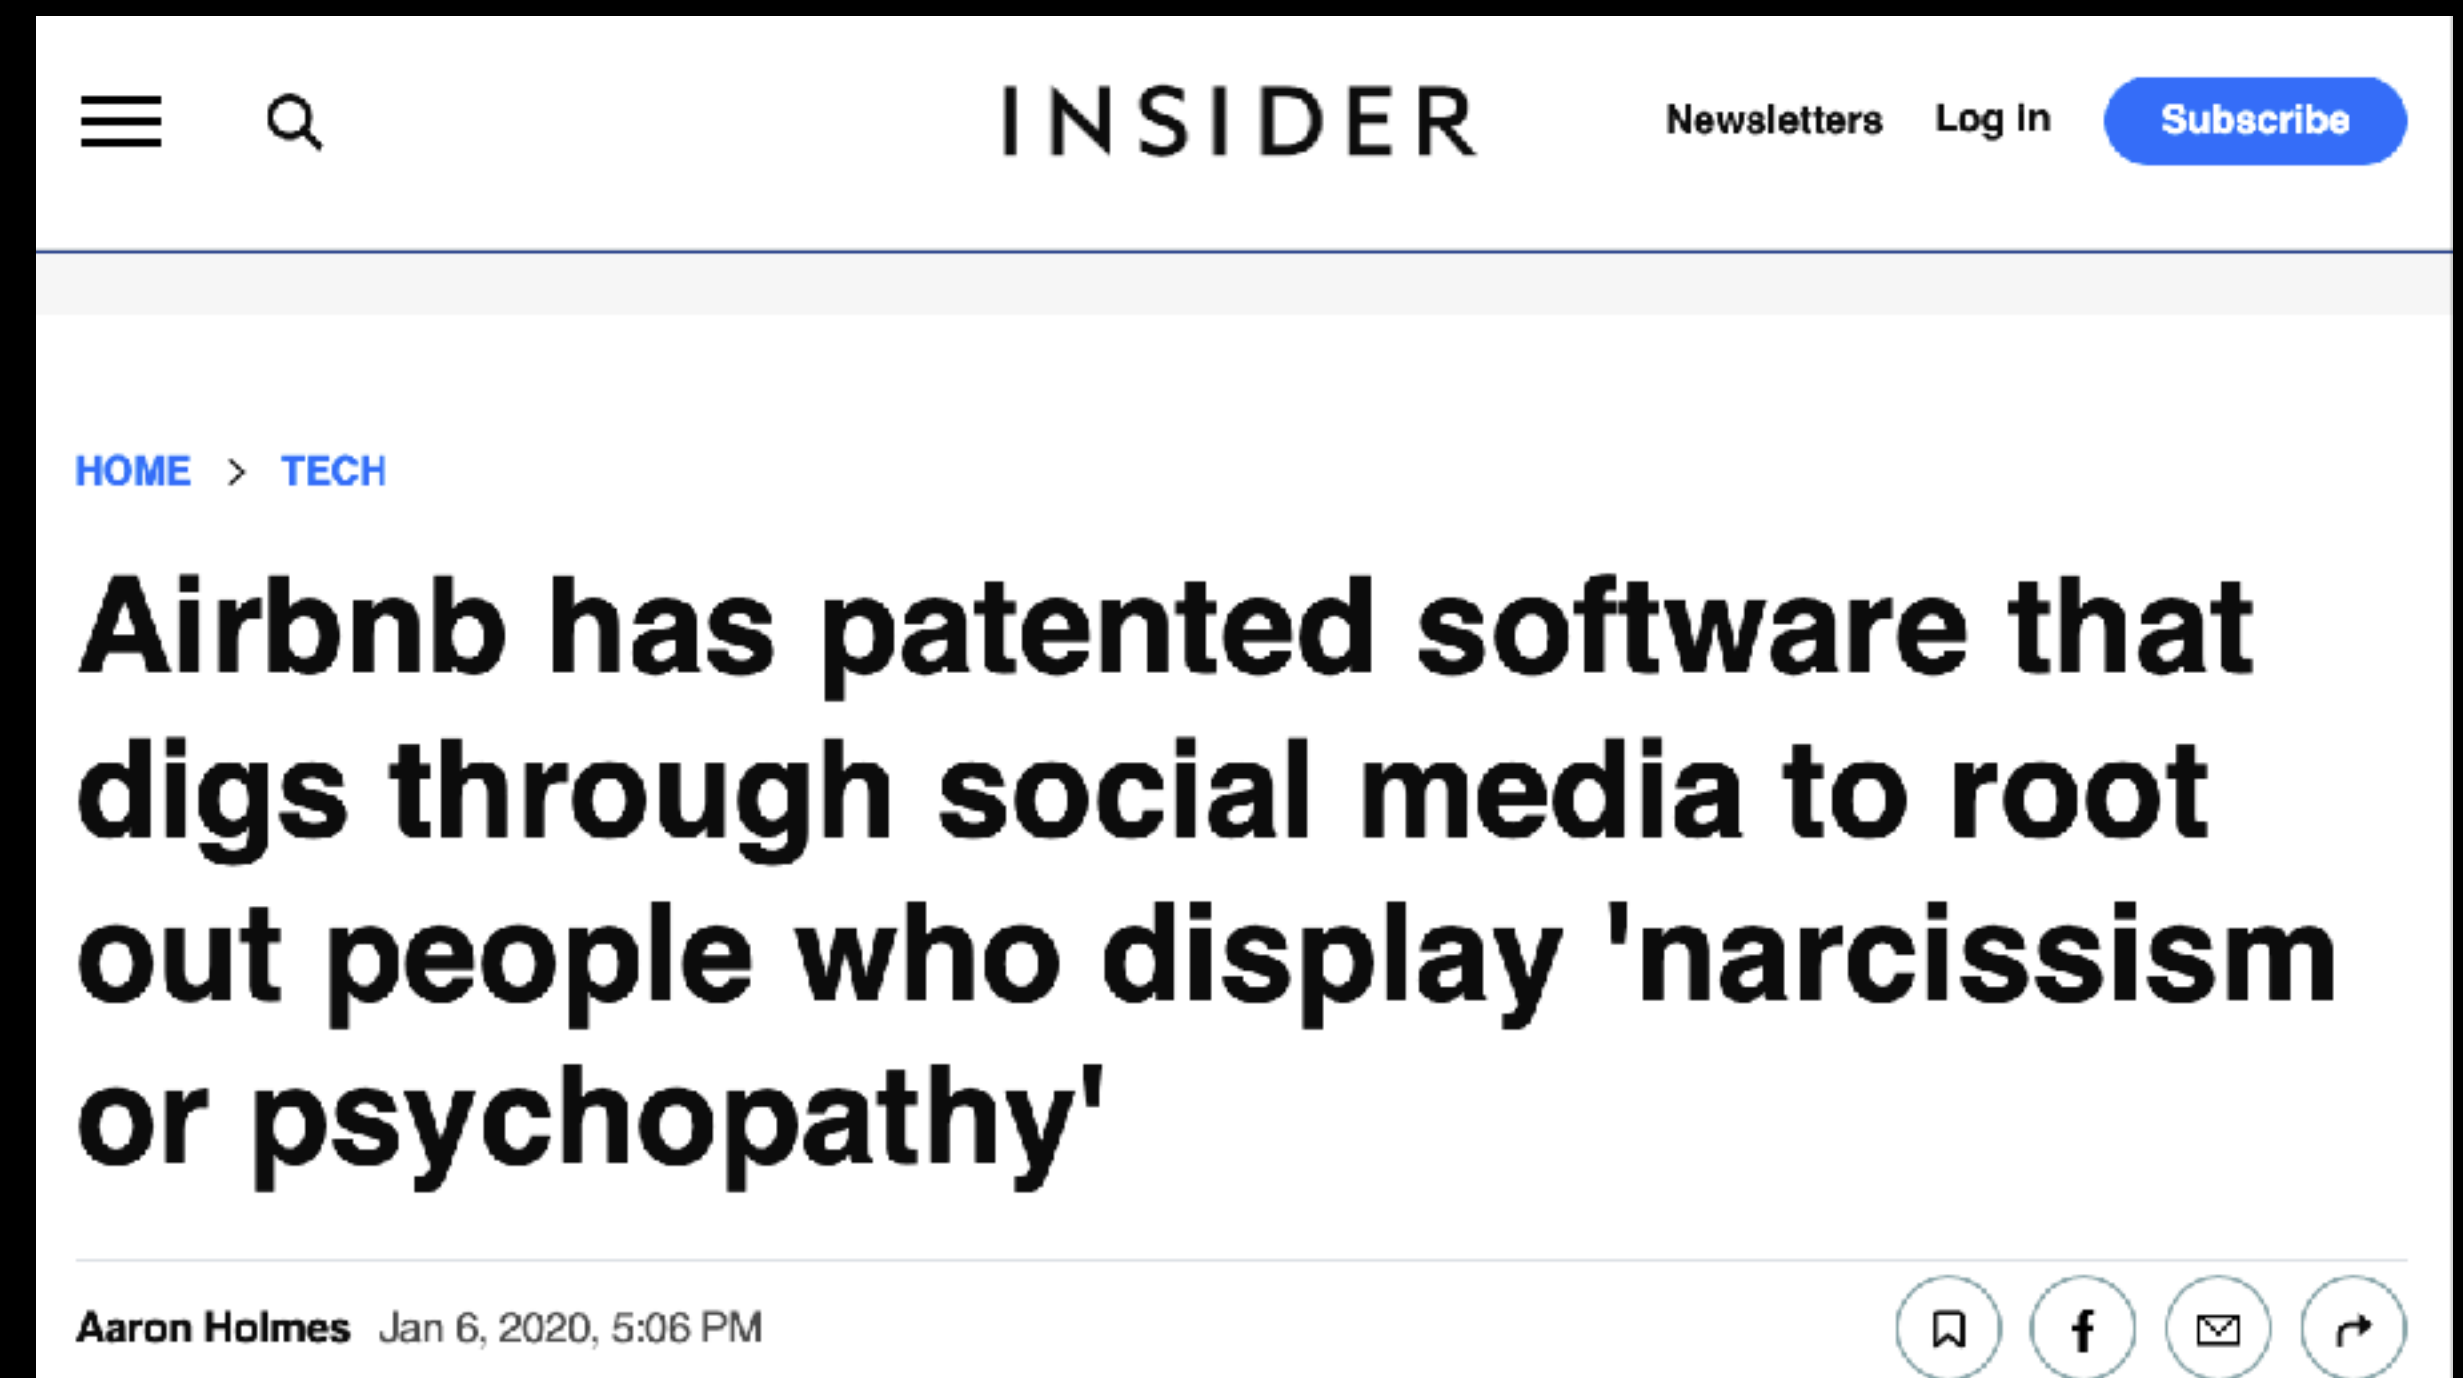 INSIDER
Newsletters Log In Subscribe
HOME > TECH
Airbnb has patented software that
digs through social media to root
out people who display 'narcissism
or psychopathy'
Aaron Holmes Jan 6, 2020, 5:06 PM